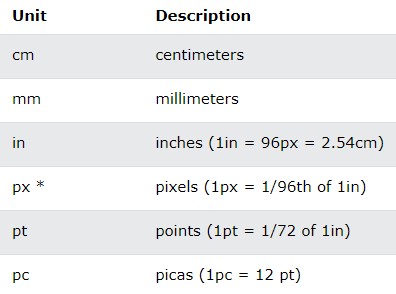 Unit Description
cm centimeters
mm millimeters
in inches (1in = 96px = 2.54cm)
px * pixels (1px = 1/96th of 1in)
pt points (1pt = 1/72 of 1in)
pc picas (1pc = 12 pt)